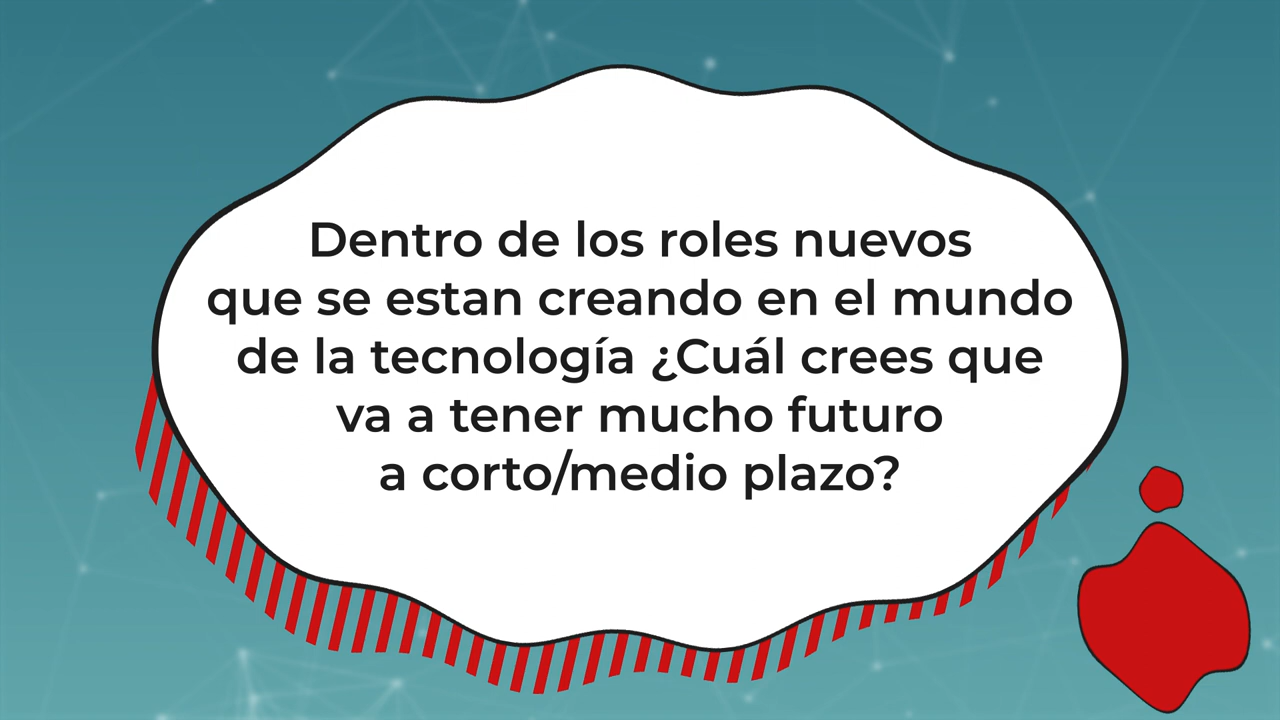 Dentro de los roles nuevos
que se estan creando en el mundo
de la tecnología ¿Cuál crees que
va a tener mucho futuro
a corto/medio plazo?